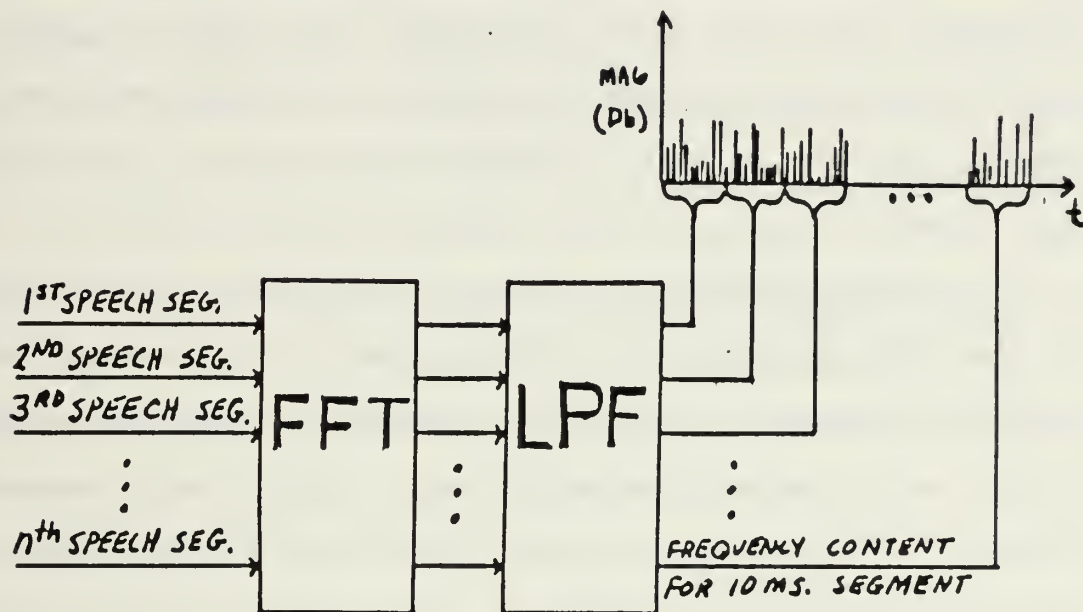 MAG
(Db)
t
1ST SPEECH SEG.
2ND SPEECH SEG.
3RD SPEECH SEG.
nth SPEECH SEG.
FFT
LPF
FREQUENCY CONTENT
FOR 10 MS. SEGMENT